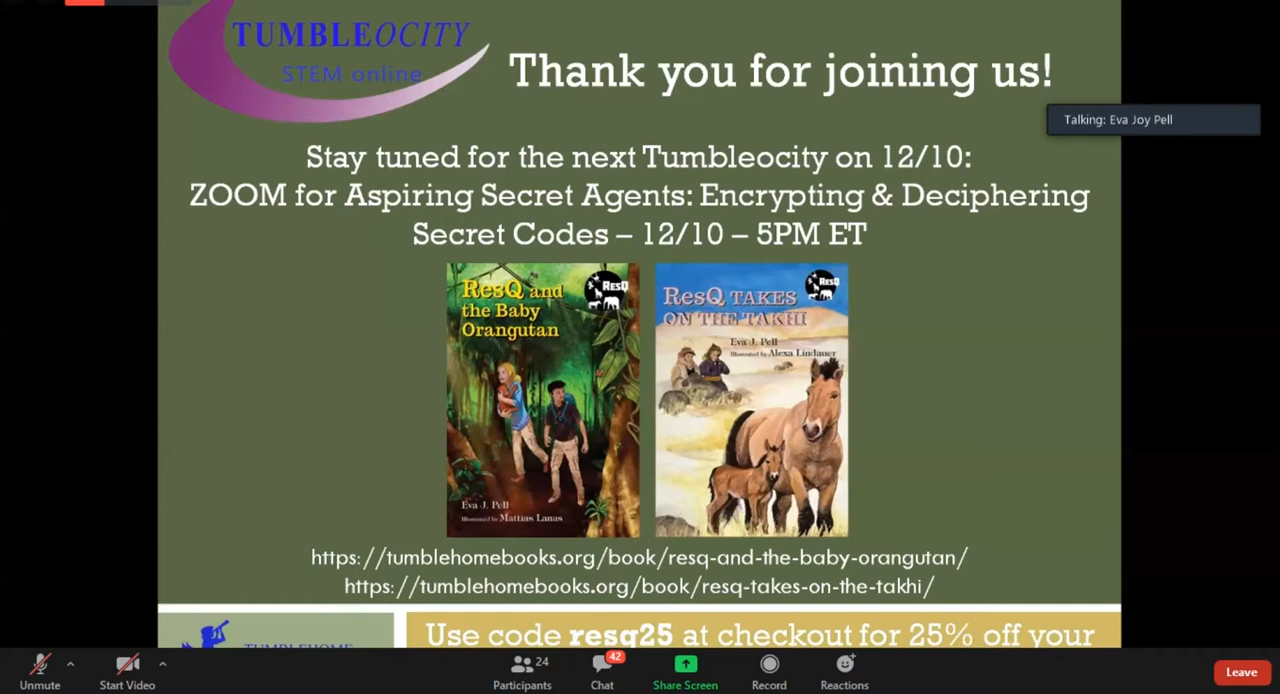 TUMBLEOCITY
STEM online
Thank you for joining us!
Talking: Eva Joy Pell
Stay tuned for the next Tumbleocity on 12/10:
ZOOM for Aspiring Secret Agents: Encrypting & Deciphering
Secret Codes – 12/10 – 5PM ET
ResQ and
the Baby
Orangutan
ResQ
Eva J. Pell
Illustrated by Mattias Lanas
ResQ TAKES
ON THE TAKHI
ResQ
Eva J. Pell
Illustrated by Alexa Lindauer
https://tumblehomebooks.org/book/resq-and-the-baby-orangutan/
https://tumblehomebooks.org/book/resq-takes-on-the-takhi/
TUMBLEHOME
Use code resq25 at checkout for 25% off your
Unmute
Start Video
24
Participants
42
Chat
Share Screen
Record
Reactions
Leave